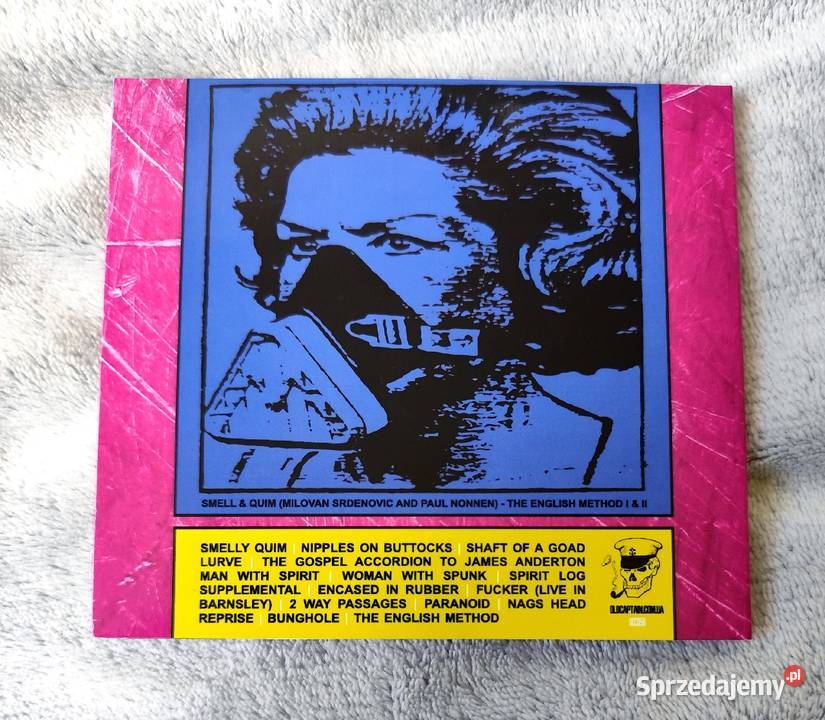 SMELL & QUIM (MILOVAN SRDENOVIC AND PAUL NONNEN) - THE ENGLISH METHOD I & II
SMELLY QUIM | NIPPLES ON BUTTOCKS | SHAFT OF A GOAD
LURVE | THE GOSPEL ACCORDION TO JAMES ANDERTON
MAN WITH SPIRIT | WOMAN WITH SPUNK | SPIRIT LOG
SUPPLEMENTAL | ENCASED IN RUBBER | FUCKER (LIVE IN
BARNSLEY) | 2 WAY PASSAGES | PARANOID | NAGS HEAD
REPRISE | BUNGHOLE | THE ENGLISH METHOD
OLDCAPTAIN.COM.UA
Sprzedajemy.pl